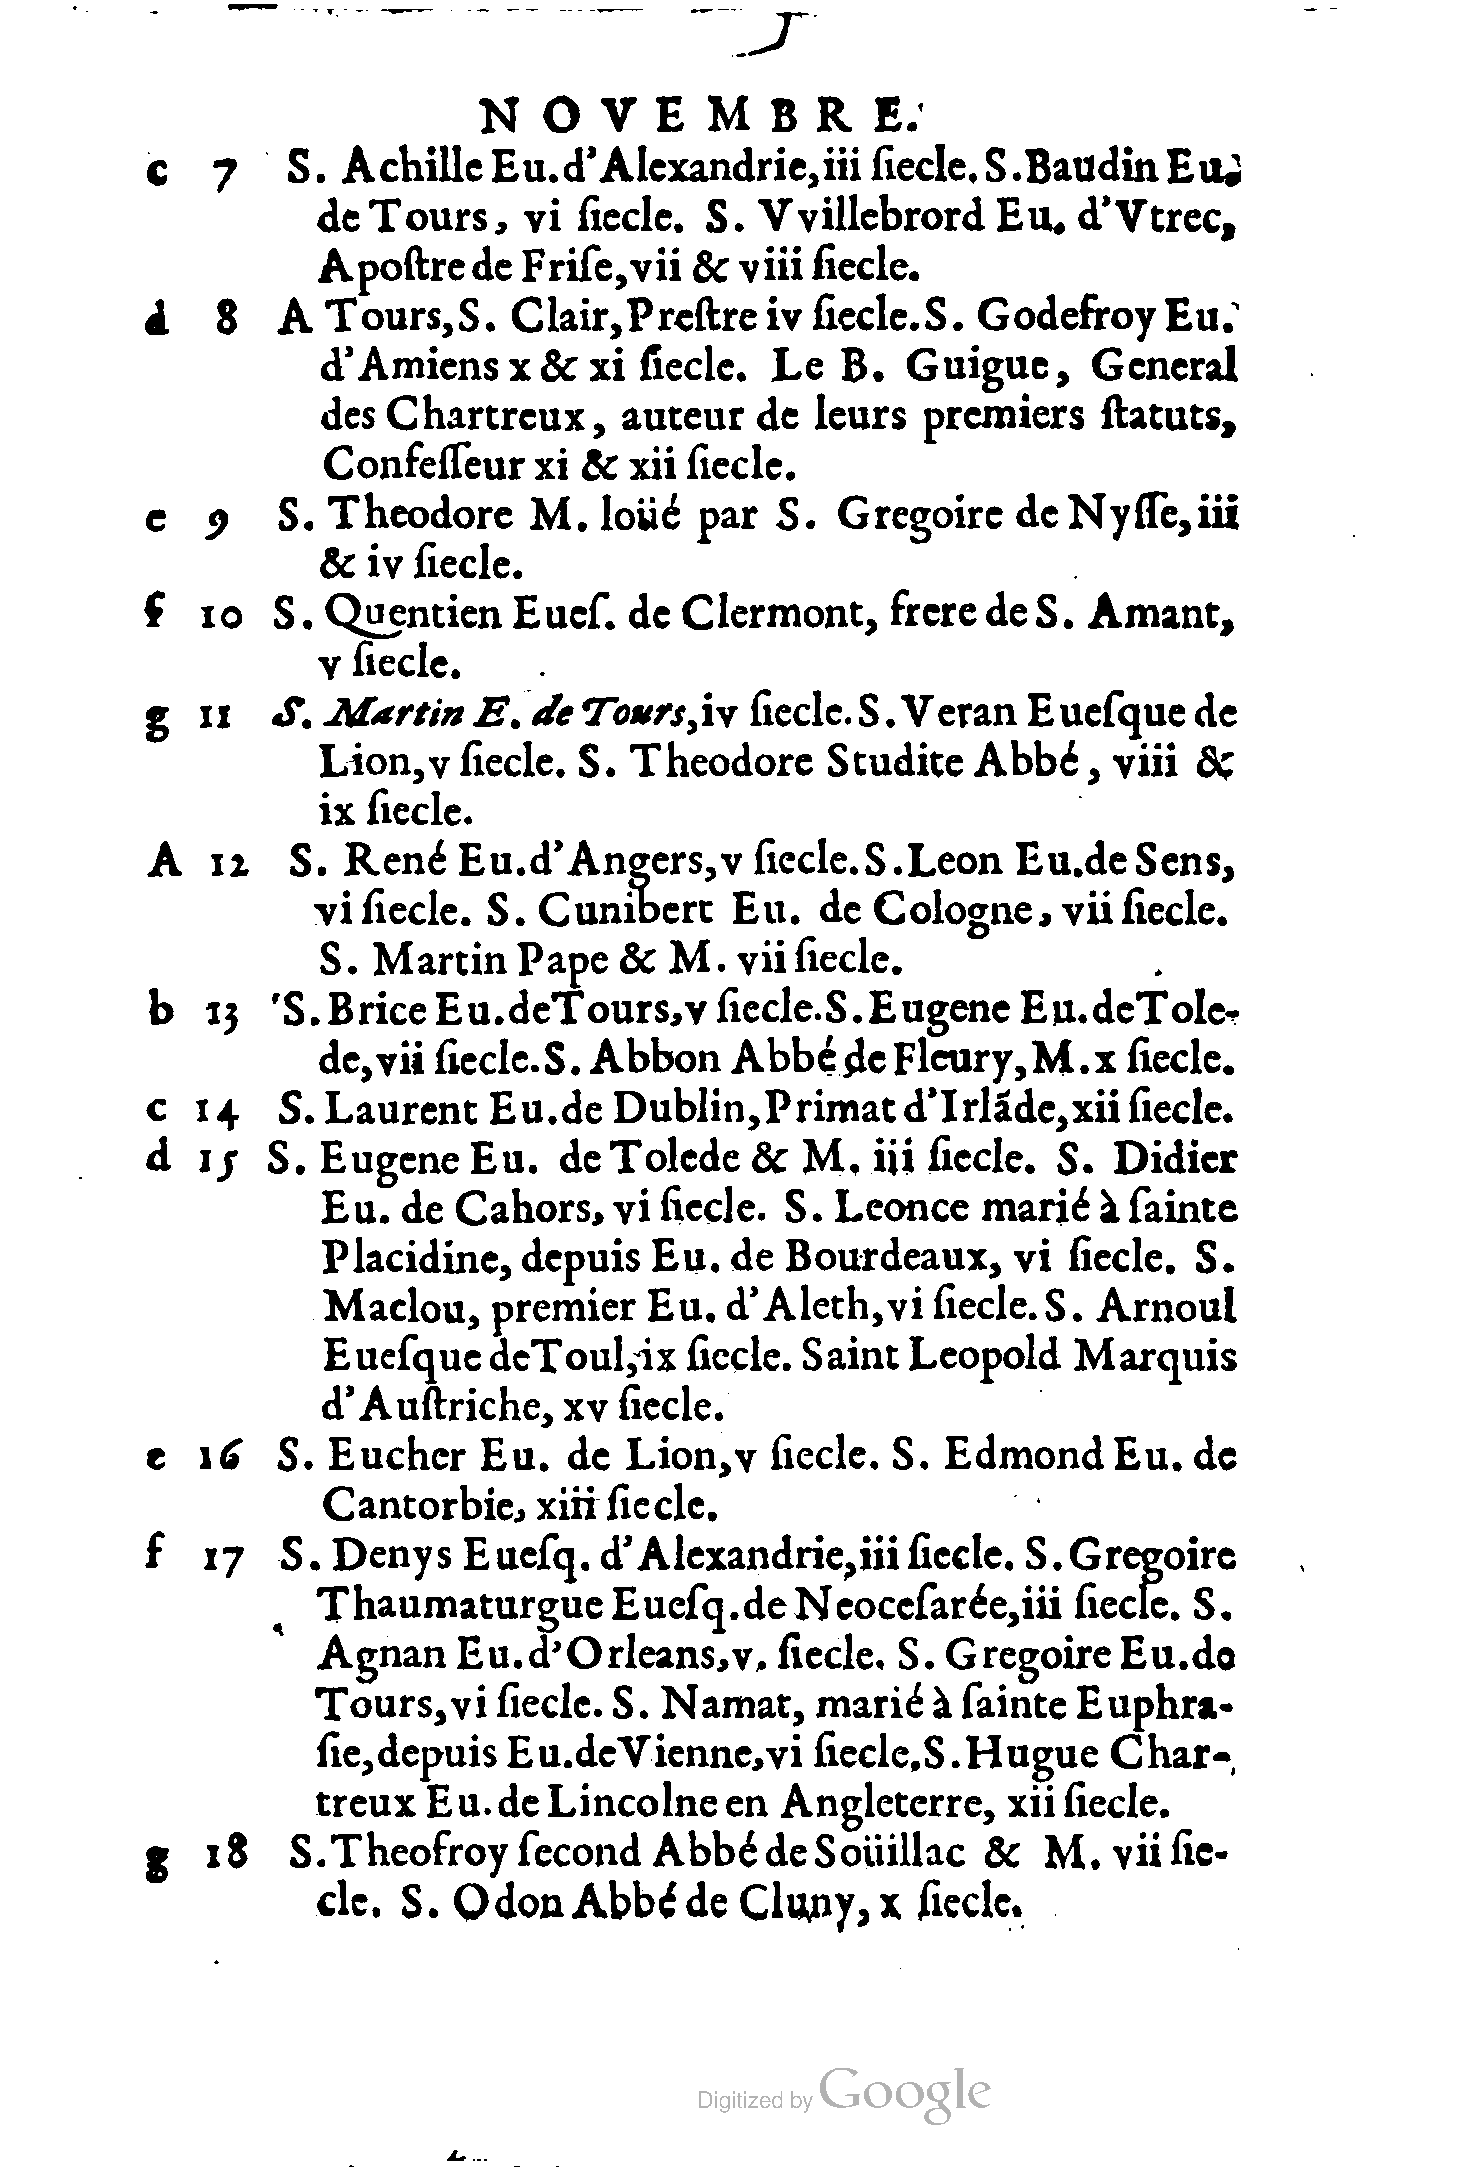 NOVEMBRE.
c 7 S. Achille Eu. d'Alexandrie, iii ſiecle. S. Baudin Eu.
de Tours, vi ſiecle. S. Vvillebrord Eu. d'Vtrec,
Apoſtre de Friſe, vii & viii ſiecle.
d 8 A Tours, S. Clair, Preſtre iv ſiecle. S. Godefroy Eu.
d'Amiens x & xi ſiecle. Le B. Guigue, General
des Chartreux, auteur de leurs premiers ſtatuts,
Confeſſeur xi & xii ſiecle.
e 9 S. Theodore M. loüé par S. Gregoire de Nyſſe, iii
& iv ſiecle.
f 10 S. Quentien Eueſ. de Clermont, frere de S. Amant,
v ſiecle.
g 11 S. Martin E. de Tours, iv ſiecle. S. Veran Eueſque de
Lion, v ſiecle. S. Theodore Studite Abbé, viii &
ix ſiecle.
A 12 S. René Eu. d'Angers, v ſiecle. S. Leon Eu. de Sens,
vi ſiecle. S. Cunibert Eu. de Cologne, vii ſiecle.
S. Martin Pape & M. vii ſiecle.
b 13 S. Brice Eu. de Tours, v ſiecle. S. Eugene Eu. de Tole-
de, vii ſiecle. S. Abbon Abbé de Fleury, M. x ſiecle.
c 14 S. Laurent Eu. de Dublin, Primat d'Irlãde, xii ſiecle.
d 15 S. Eugene Eu. de Tolede & M. iii ſiecle. S. Didier
Eu. de Cahors, vi ſiecle. S. Leonce marié à ſainte
Placidine, depuis Eu. de Bourdeaux, vi ſiecle. S.
Maclou, premier Eu. d'Aleth, vi ſiecle. S. Arnoul
Eueſque de Toul, ix ſiecle. Saint Leopold Marquis
d'Auſtriche, xv ſiecle.
e 16 S. Eucher Eu. de Lion, v ſiecle. S. Edmond Eu. de
Cantorbie, xiii ſiecle.
f 17 S. Denys Eueſq. d'Alexandrie, iii ſiecle. S. Gregoire
Thaumaturgue Eueſq. de Neoceſarée, iii ſiecle. S.
Agnan Eu. d'Orleans, v. ſiecle. S. Gregoire Eu. de
Tours, vi ſiecle. S. Namat, marié à ſainte Euphra-
ſie, depuis Eu. de Vienne, vi ſiecle. S. Hugue Char-
treux Eu. de Lincolne en Angleterre, xii ſiecle.
g 18 S. Theofroy ſecond Abbé de Soüillac & M. vii ſie-
cle. S. Odon Abbé de Cluny, x ſiecle.
Digitized by Google